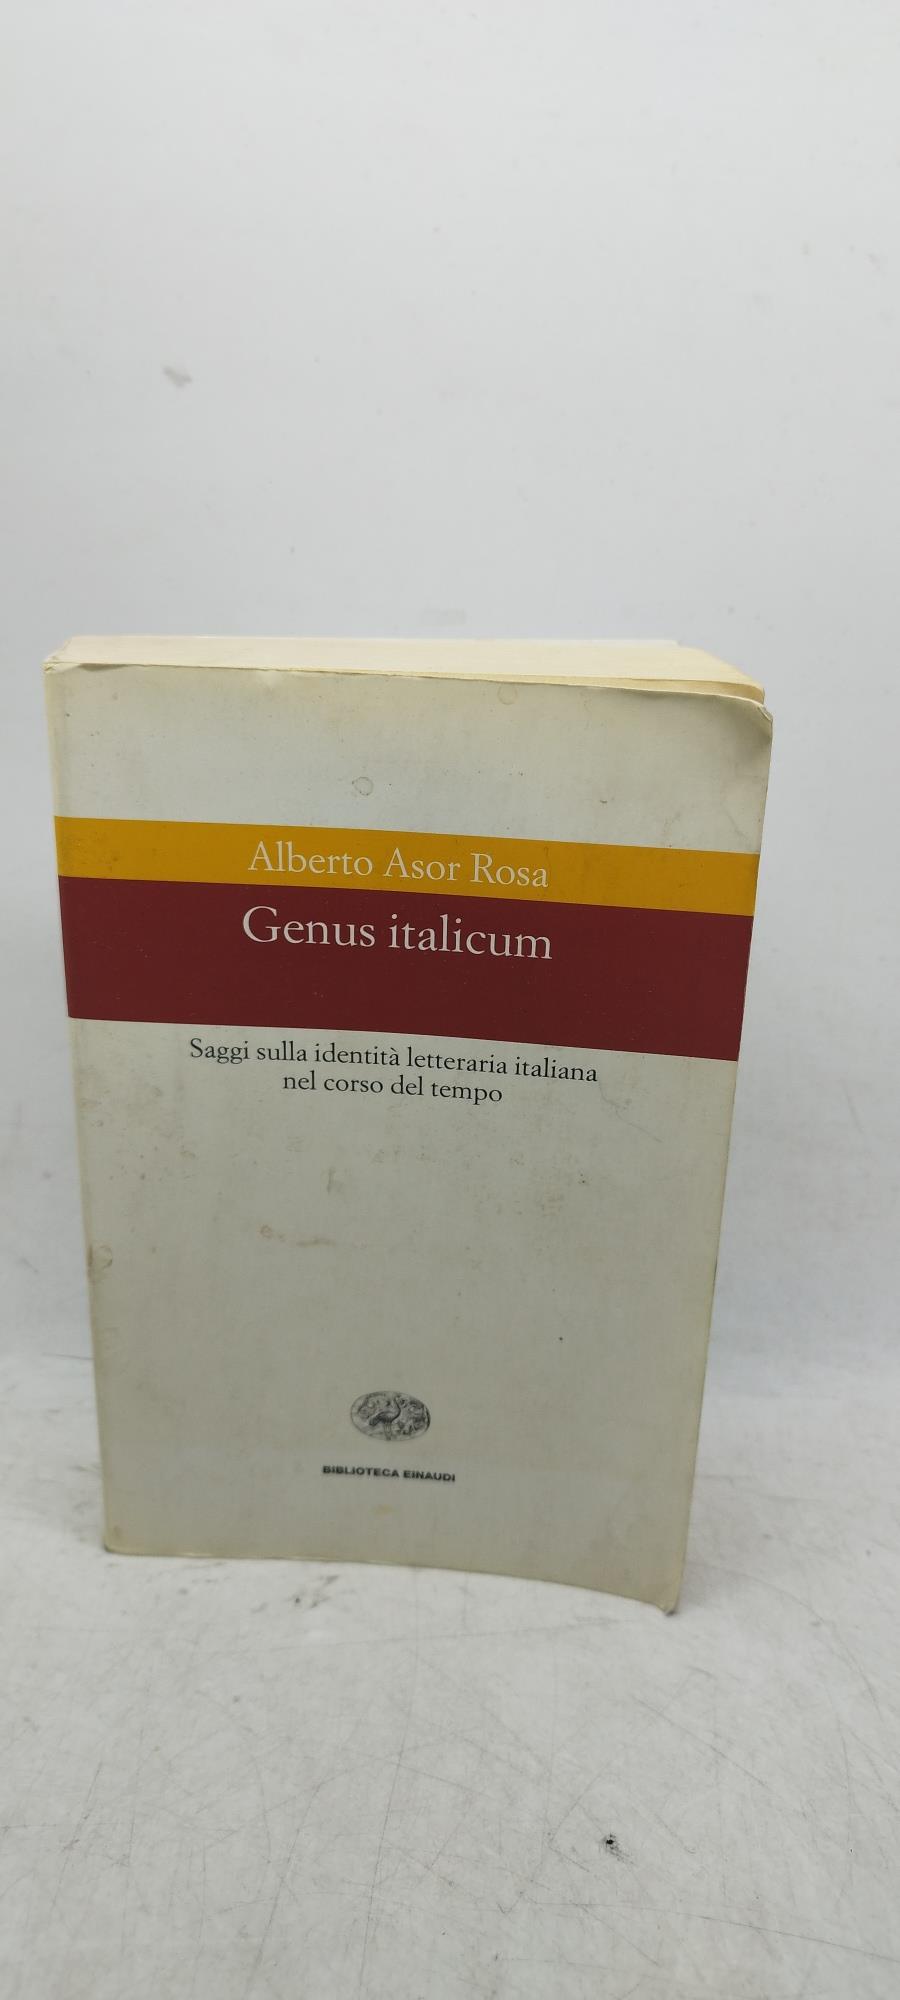 Alberto Asor Rosa
Genus italicum
Saggi sulla identità letteraria italiana
nel corso del tempo
BIBLIOTECA EINAUDI